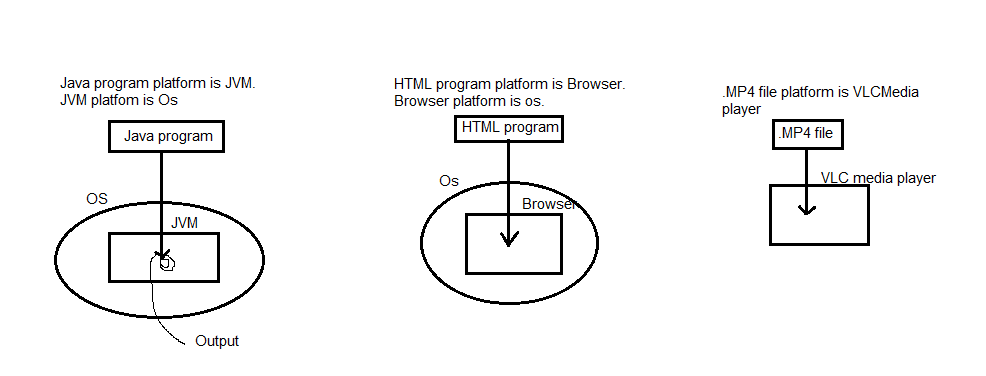 Java program platform is JVM.
JVM platfom is Os
Java program
OS
JVM
Output
HTML program platform is Browser.
Browser platform is os.
HTML program
Os
Browser
.MP4 file platform is VLCMedia
player
.MP4 file
VLC media player